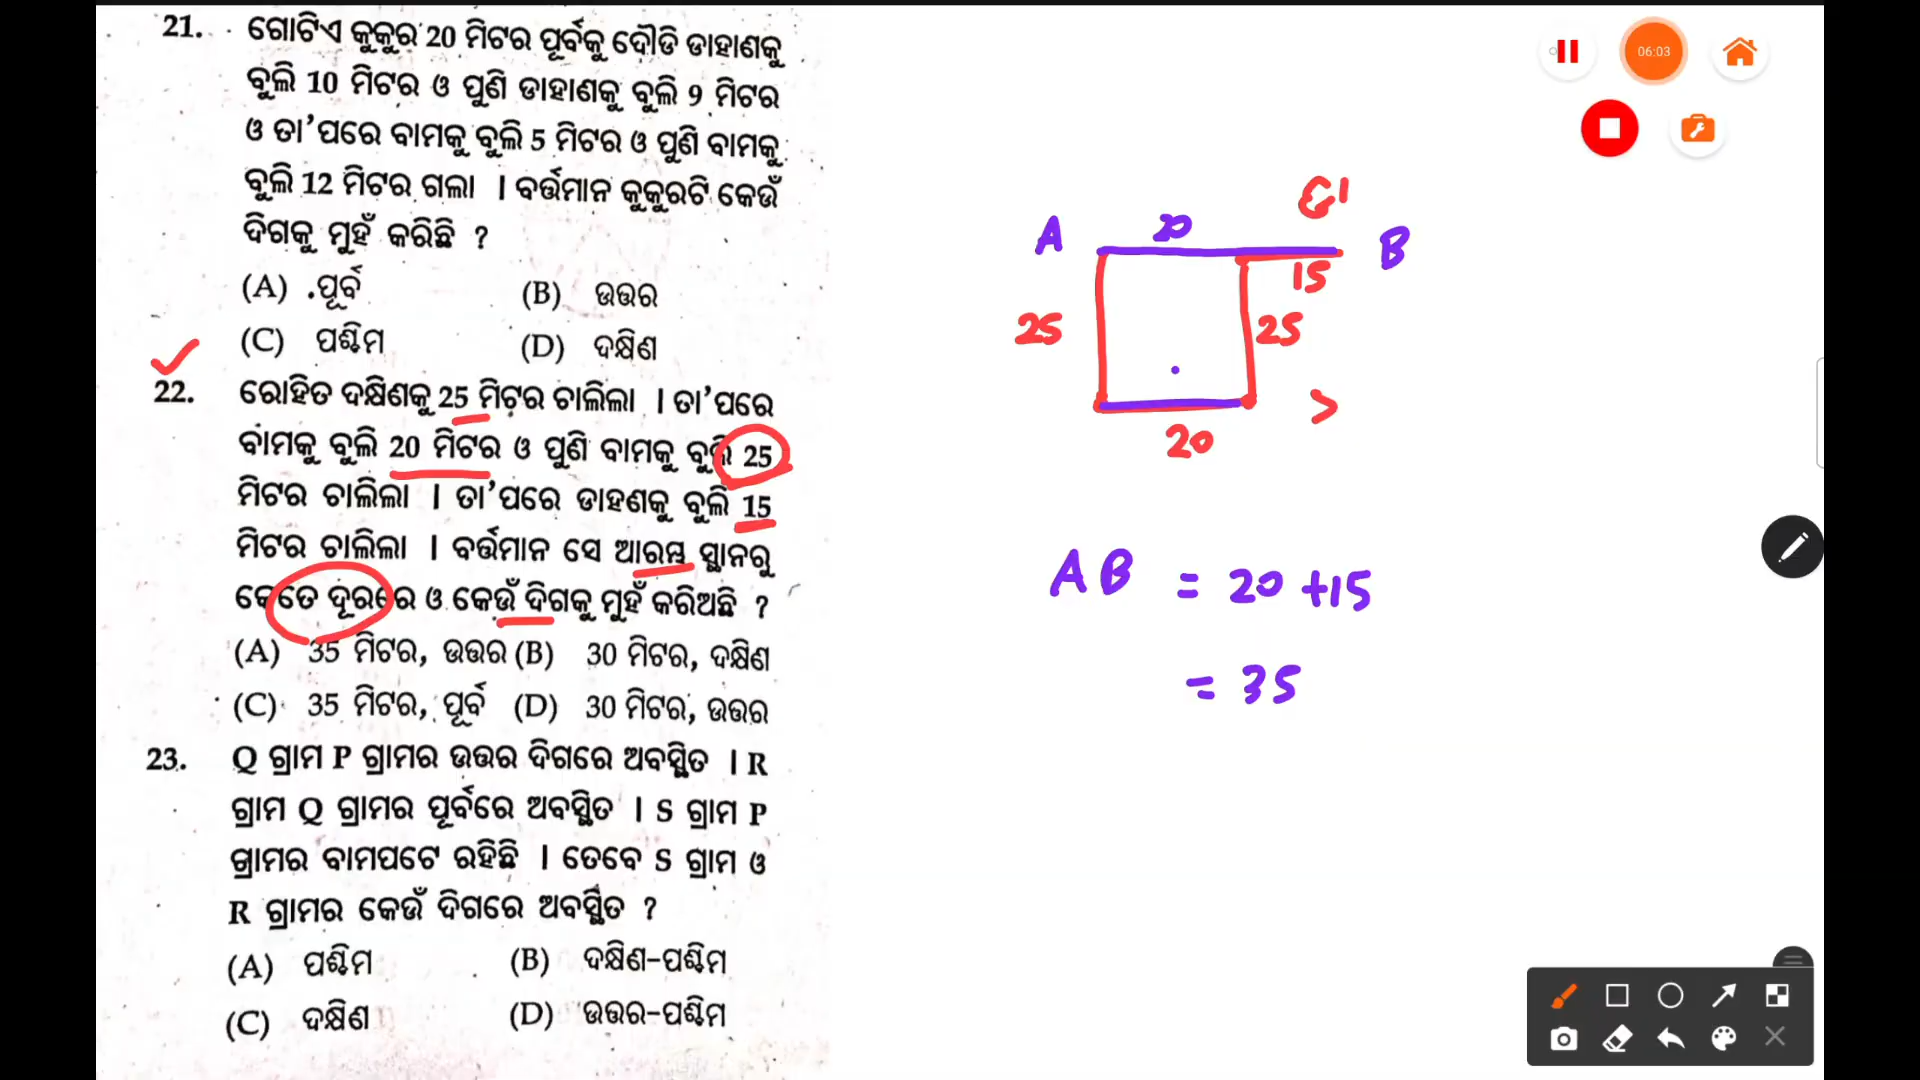 21. ଗୋଟିଏ କୁକୁର 20 ମିଟର ପୂର୍ବକୁ ଦୌଡି ଡାହାଣକୁ
ବୁଲି 10 ମିଟର ଓ ପୁଣି ଡାହାଣକୁ ବୁଲି 9 ମିଟର
ଓ ତା'ପରେ ବାମକୁ ବୁଲି 5 ମିଟର ଓ ପୁଣି ବାମକୁ
ବୁଲି 12 ମିଟର ଗଲା । ବର୍ତ୍ତମାନ କୁକୁରଟି କେଉଁ
ଦିଗକୁ ମୁହଁ କରିଛି ?
(A) ପୂର୍ବ (B) ଉତ୍ତର
(C) ପଶ୍ଚିମ (D) ଦକ୍ଷିଣ
22. ରୋହିତ ଦକ୍ଷିଣକୁ 25 ମିଟର ଚାଲିଲା । ତା'ପରେ
ବାମକୁ ବୁଲି 20 ମିଟର ଓ ପୁଣି ବାମକୁ ବୁଲି 25
ମିଟର ଚାଲିଲା । ତା'ପରେ ଡାହଣକୁ ବୁଲି 15
ମିଟର ଚାଲିଲା । ବର୍ତ୍ତମାନ ସେ ଆରମ୍ଭ ସ୍ଥାନରୁ
କେତେ ଦୂରରେ ଓ କେଉଁ ଦିଗକୁ ମୁହଁ କରିଅଛି ?
(A) 35 ମିଟର, ଉତ୍ତର (B) 30 ମିଟର, ଦକ୍ଷିଣ
(C) 35 ମିଟର, ପୂର୍ବ (D) 30 ମିଟର, ଉତ୍ତର
23. Q ଗ୍ରାମ P ଗ୍ରାମର ଉତ୍ତର ଦିଗରେ ଅବସ୍ଥିତ । R
ଗ୍ରାମ Q ଗ୍ରାମର ପୂର୍ବରେ ଅବସ୍ଥିତ । S ଗ୍ରାମ P
ଗ୍ରାମର ବାମପଟେ ରହିଛି । ତେବେ S ଗ୍ରାମ ଓ
R ଗ୍ରାମର କେଉଁ ଦିଗରେ ଅବସ୍ଥିତ ?
(A) ପଶ୍ଚିମ (B) ଦକ୍ଷିଣ-ପଶ୍ଚିମ
(C) ଦକ୍ଷିଣ (D) ଉତ୍ତର-ପଶ୍ଚିମ
06:03
A 20 B
15
25 25
20
AB = 20 + 15
= 35